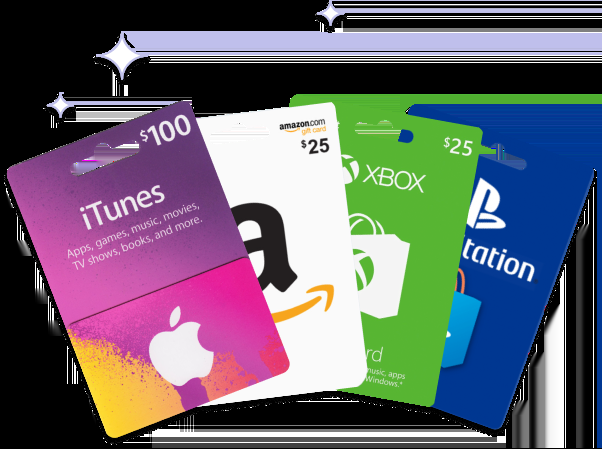 $100
iTunes
Apps, games, music, movies,
TV shows, books, and more.
amazon.com
gift card
$25
a
$25
XBOX
rd
music, apps
Windows.*
tation